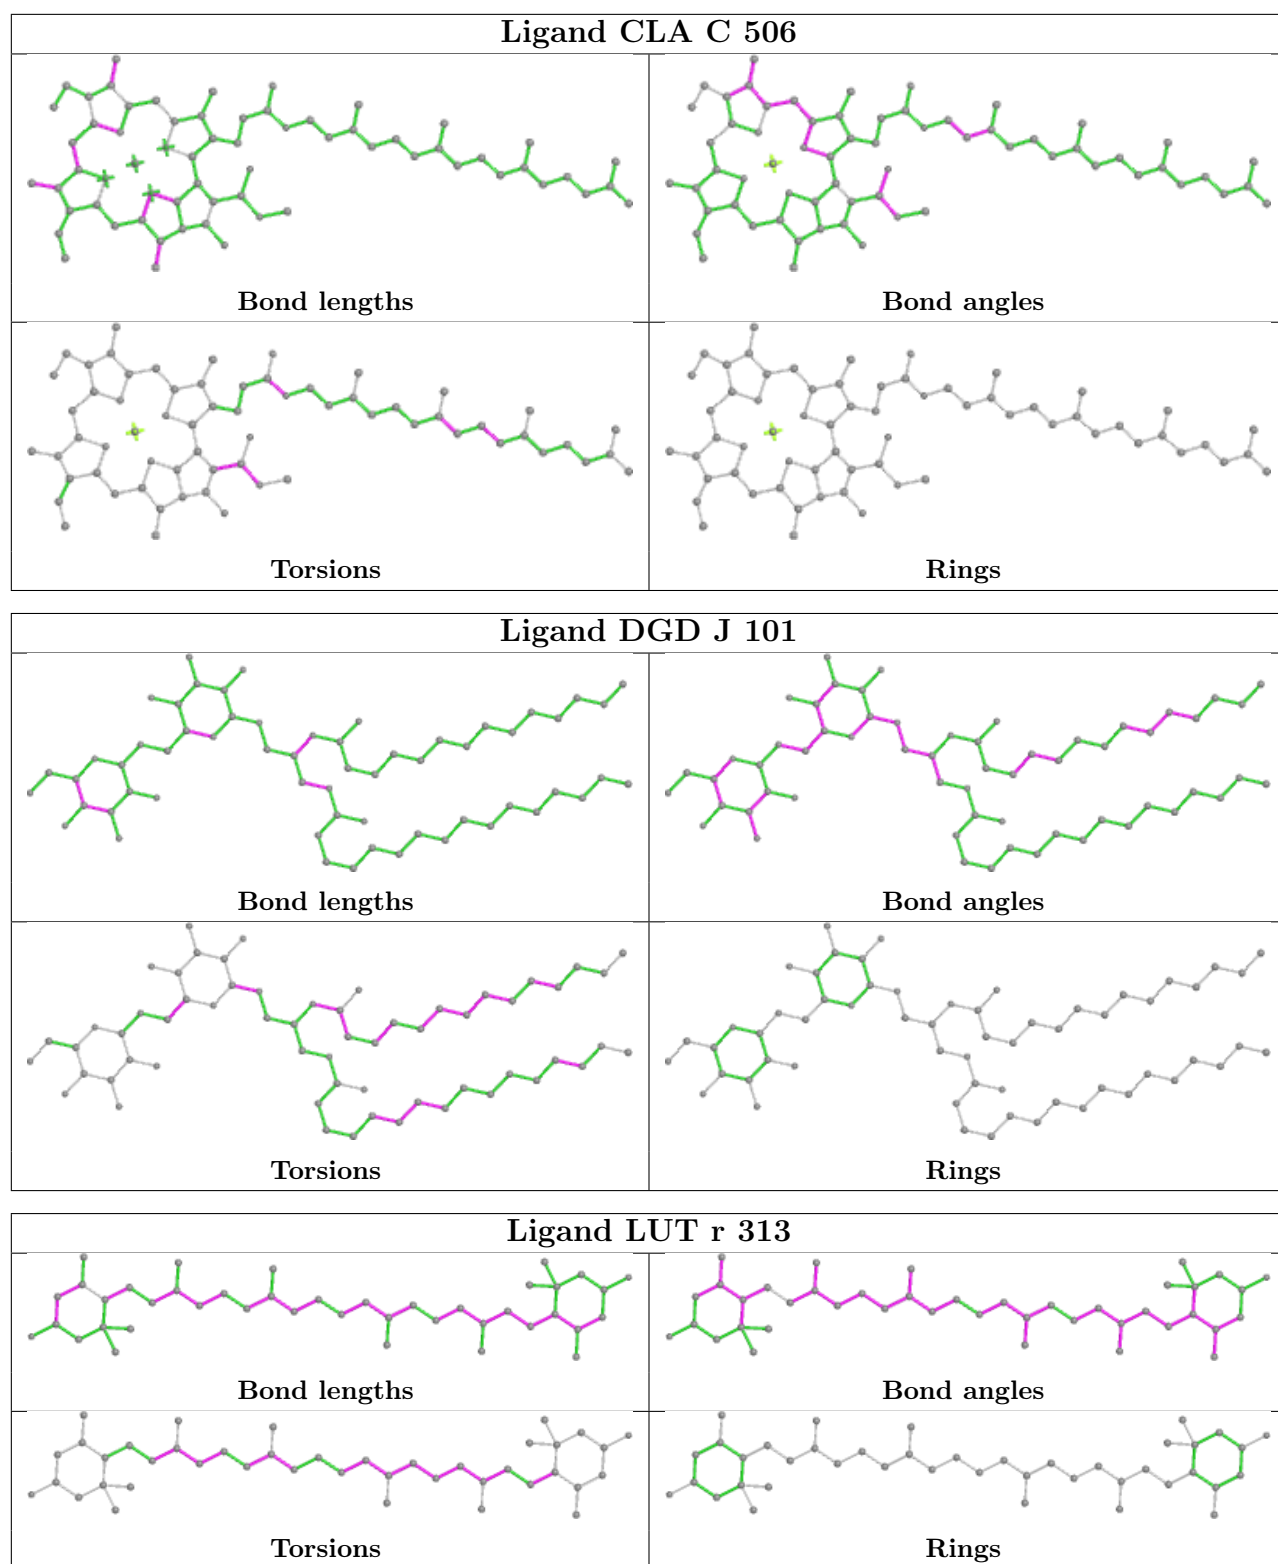 Ligand CLA C 506
Bond lengths
Bond angles
Torsions
Rings
Ligand DGD J 101
Bond lengths
Bond angles
Torsions
Rings
Ligand LUT r 313
Bond lengths
Bond angles
Torsions
Rings